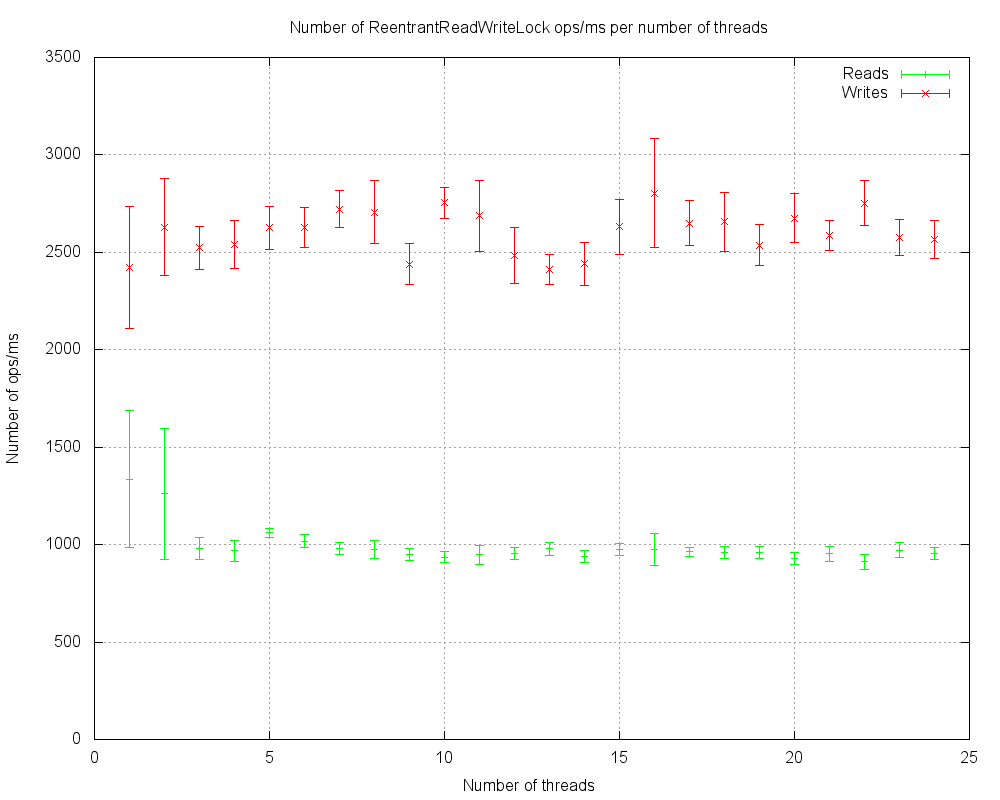 Number of ReentrantReadWriteLock ops/ms per number of threads
3500
Reads
Writes
3000
2500
2000
Number of ops/ms
1500
1000
500
0
0 5 10 15 20 25
Number of threads